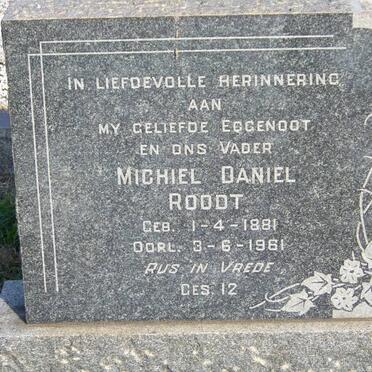 IN LIEFDEVOLLE HERINNERING
AAN
MY GELIEFDE EGGENOOT
EN ONS VADER
MICHIEL DANIEL
ROODT
GEB. 1-4-1881
OORL. 3-6-1961
RUS IN VREDE
GES. 12